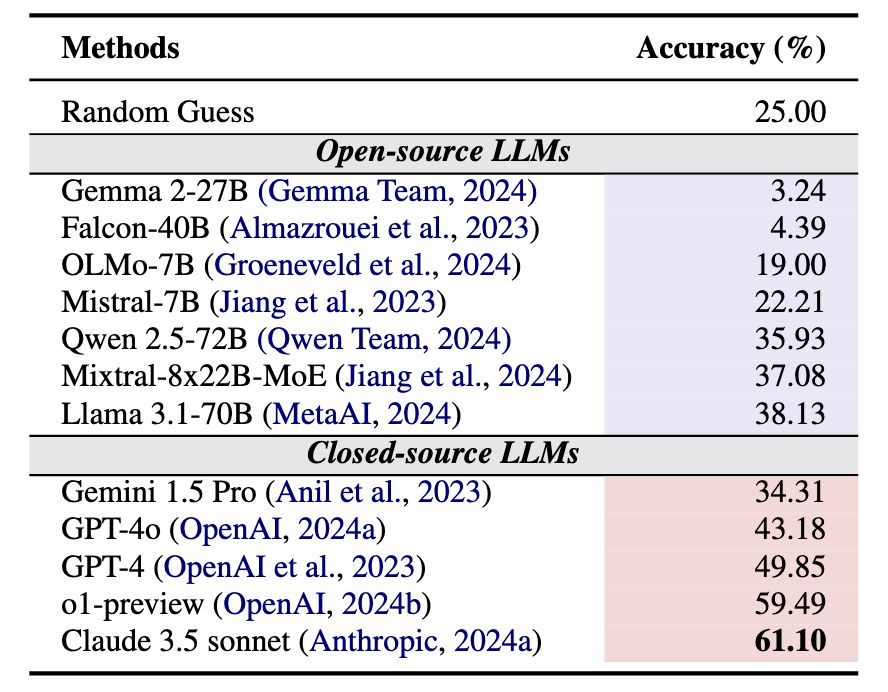 Methods Accuracy (%)
Random Guess 25.00
Open-source LLMs
Gemma 2-27B (Gemma Team, 2024) 3.24
Falcon-40B (Almazrouei et al., 2023) 4.39
OLMo-7B (Groeneveld et al., 2024) 19.00
Mistral-7B (Jiang et al., 2023) 22.21
Qwen 2.5-72B (Qwen Team, 2024) 35.93
Mixtral-8x22B-MoE (Jiang et al., 2024) 37.08
Llama 3.1-70B (MetaAI, 2024) 38.13
Closed-source LLMs
Gemini 1.5 Pro (Anil et al., 2023) 34.31
GPT-4o (OpenAI, 2024a) 43.18
GPT-4 (OpenAI et al., 2023) 49.85
o1-preview (OpenAI, 2024b) 59.49
Claude 3.5 sonnet (Anthropic, 2024a) 61.10